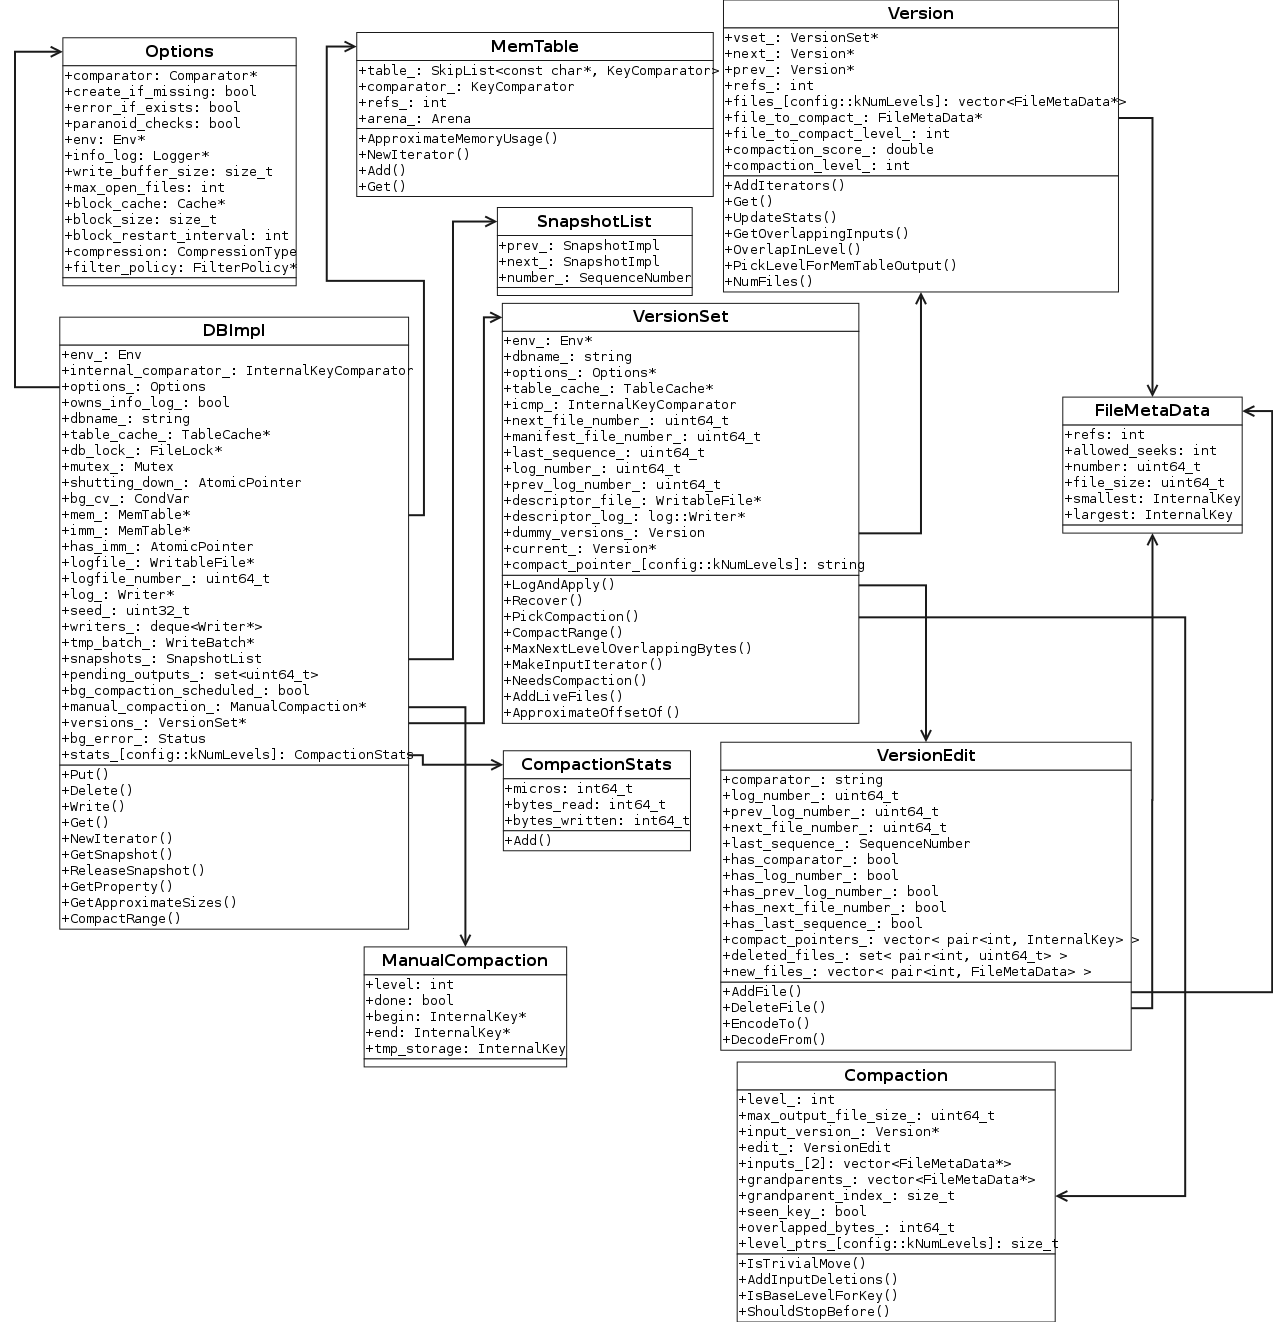 Options
+comparator: Comparator*
+create_if_missing: bool
+error_if_exists: bool
+paranoid_checks: bool
+env: Env*
+info_log: Logger*
+write_buffer_size: size_t
+max_open_files: int
+block_cache: Cache*
+block_size: size_t
+block_restart_interval: int
+compression: CompressionType
+filter_policy: FilterPolicy*
MemTable
+table_: SkipList<const char*, KeyComparator>
+comparator_: KeyComparator
+refs_: int
+arena_: Arena
+ApproximateMemoryUsage()
+NewIterator()
+Add()
+Get()
Version
+vset_: VersionSet*
+next_: Version*
+prev_: Version*
+refs_: int
+files_[config::kNumLevels]: vector<FileMetaData*>
+file_to_compact_: FileMetaData*
+file_to_compact_level_: int
+compaction_score_: double
+compaction_level_: int
+AddIterators()
+Get()
+UpdateStats()
+GetOverlappingInputs()
+OverlapInLevel()
+PickLevelForMemTableOutput()
+NumFiles()
SnapshotList
+prev_: SnapshotImpl
+next_: SnapshotImpl
+number_: SequenceNumber
DBImpl
+env_: Env
+internal_comparator_: InternalKeyComparator
+options_: Options
+owns_info_log_: bool
+dbname_: string
+table_cache_: TableCache*
+db_lock_: FileLock*
+mutex_: Mutex
+shutting_down_: AtomicPointer
+bg_cv_: CondVar
+mem_: MemTable*
+imm_: MemTable*
+has_imm_: AtomicPointer
+logfile_: WritableFile*
+logfile_number_: uint64_t
+log_: Writer*
+seed_: uint32_t
+writers_: deque<Writer*>
+tmp_batch_: WriteBatch*
+snapshots_: SnapshotList
+pending_outputs_: set<uint64_t>
+bg_compaction_scheduled_: bool
+manual_compaction_: ManualCompaction*
+versions_: VersionSet*
+bg_error_: Status
+stats_[config::kNumLevels]: CompactionStats
+Put()
+Delete()
+Write()
+Get()
+NewIterator()
+GetSnapshot()
+ReleaseSnapshot()
+GetProperty()
+GetApproximateSizes()
+CompactRange()
VersionSet
+env_: Env*
+dbname_: string
+options_: Options*
+table_cache_: TableCache*
+icmp_: InternalKeyComparator
+next_file_number_: uint64_t
+manifest_file_number_: uint64_t
+last_sequence_: uint64_t
+log_number_: uint64_t
+prev_log_number_: uint64_t
+descriptor_file_: WritableFile*
+descriptor_log_: log::Writer*
+dummy_versions_: Version
+current_: Version*
+compact_pointer_[config::kNumLevels]: string
+LogAndApply()
+Recover()
+PickCompaction()
+CompactRange()
+MaxNextLevelOverlappingBytes()
+MakeInputIterator()
+NeedsCompaction()
+AddLiveFiles()
+ApproximateOffsetOf()
FileMetaData
+refs: int
+allowed_seeks: int
+number: uint64_t
+file_size: uint64_t
+smallest: InternalKey
+largest: InternalKey
CompactionStats
+micros: int64_t
+bytes_read: int64_t
+bytes_written: int64_t
+Add()
VersionEdit
+comparator_: string
+log_number_: uint64_t
+prev_log_number_: uint64_t
+next_file_number_: uint64_t
+last_sequence_: SequenceNumber
+has_comparator_: bool
+has_log_number_: bool
+has_prev_log_number_: bool
+has_next_file_number_: bool
+has_last_sequence_: bool
+compact_pointers_: vector< pair<int, InternalKey> >
+deleted_files_: set< pair<int, uint64_t> >
+new_files_: vector< pair<int, FileMetaData> >
+AddFile()
+DeleteFile()
+EncodeTo()
+DecodeFrom()
ManualCompaction
+level: int
+done: bool
+begin: InternalKey*
+end: InternalKey*
+tmp_storage: InternalKey
Compaction
+level_: int
+max_output_file_size_: uint64_t
+input_version_: Version*
+edit_: VersionEdit
+inputs_[2]: vector<FileMetaData*>
+grandparents_: vector<FileMetaData*>
+grandparent_index_: size_t
+seen_key_: bool
+overlapped_bytes_: int64_t
+level_ptrs_[config::kNumLevels]: size_t
+IsTrivialMove()
+AddInputDeletions()
+IsBaseLevelForKey()
+ShouldStopBefore()